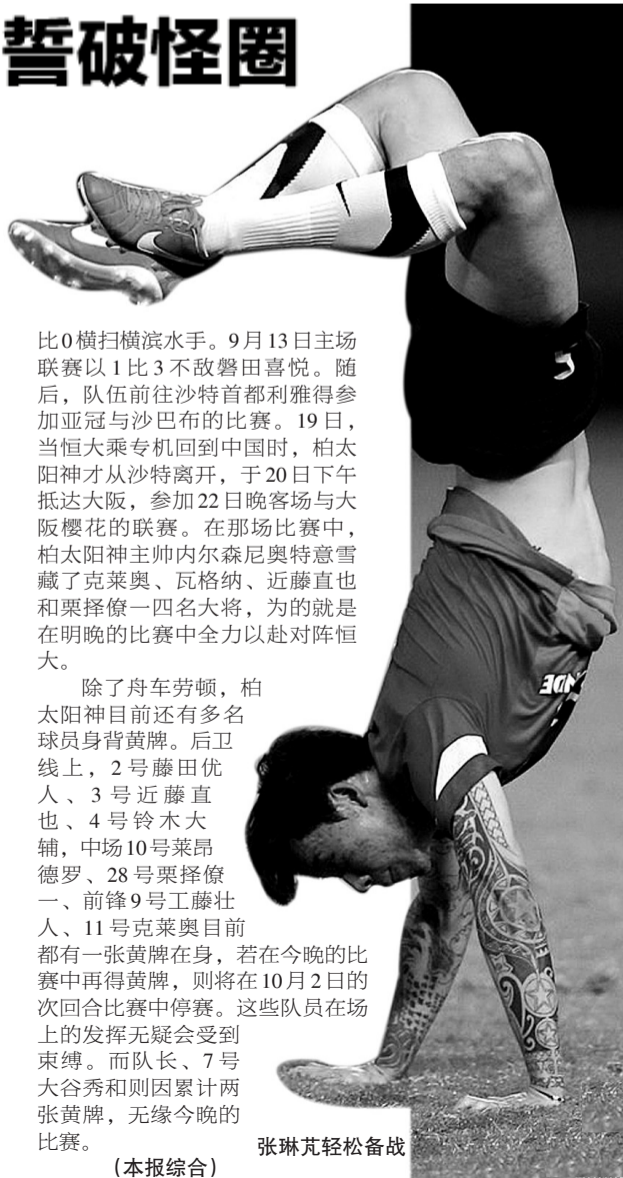 誓破怪圈
比0横扫横滨水手。9月13日主场
联赛以1比3不敌磐田喜悦。随
后，队伍前往沙特首都利雅得参
加亚冠与沙巴布的比赛。19日，
当恒大乘专机回到中国时，柏太
阳神才从沙特离开，于20日下午
抵达大阪，参加22日晚客场与大
阪樱花的联赛。在那场比赛中，
柏太阳神主帅内尔森尼奥特意雪
藏了克莱奥、瓦格纳、近藤直也
和栗择僚一四名大将，为的就是
在明晚的比赛中全力以赴对阵恒
大。
除了舟车劳顿，柏
太阳神目前还有多名
球员身背黄牌。后卫
线上，2号藤田优
人、3号近藤直
也、4号铃木大
辅，中场10号莱昂
德罗、28号栗择僚
一、前锋9号工藤壮
人、11号克莱奥目前
都有一张黄牌在身，若在今晚的比
赛中再得黄牌，则将在10月2日的
次回合比赛中停赛。这些队员在场
上的发挥无疑会受到
束缚。而队长、7号
大谷秀和则因累计两
张黄牌，无缘今晚的
比赛。
（本报综合）
张琳芃轻松备战